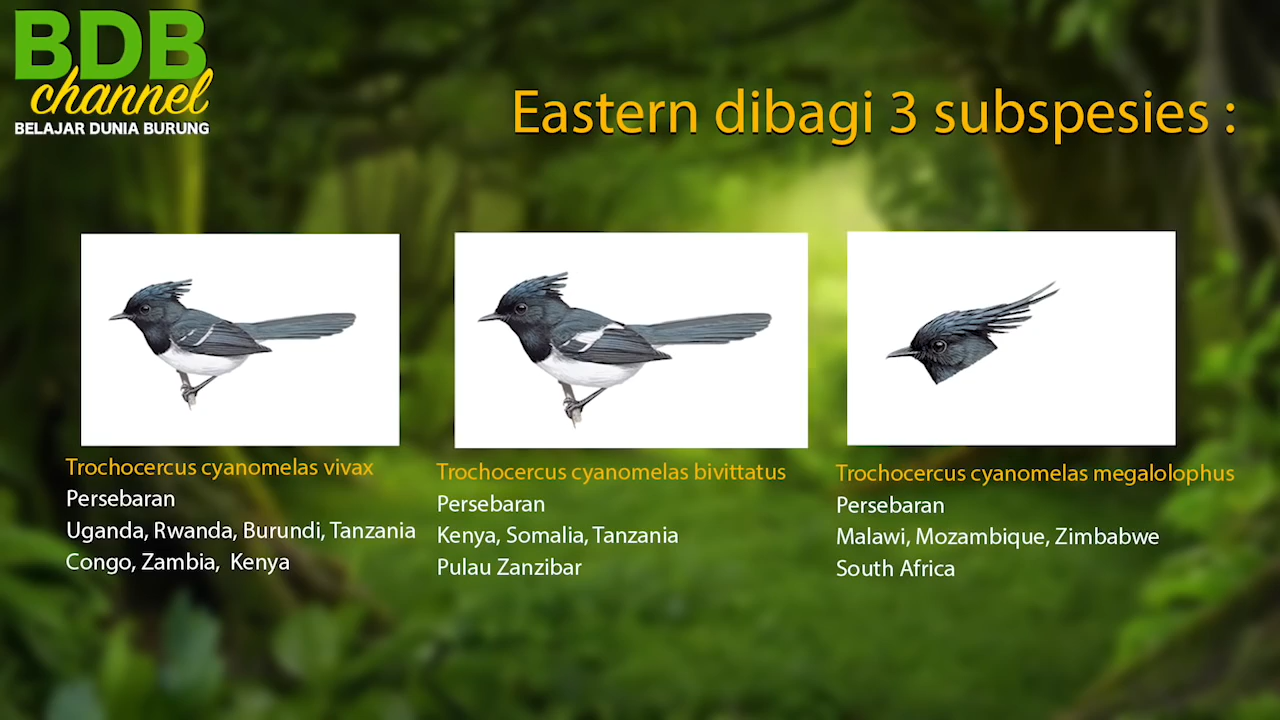 BDB
channel
BELAJAR DUNIA BURUNG
Eastern dibagi 3 subspesies :
Trochocercus cyanomelas vivax
Persebaran
Uganda, Rwanda, Burundi, Tanzania
Congo, Zambia, Kenya
Trochocercus cyanomelas bivittatus
Persebaran
Kenya, Somalia, Tanzania
Pulau Zanzibar
Trochocercus cyanomelas megalolophus
Persebaran
Malawi, Mozambique, Zimbabwe
South Africa